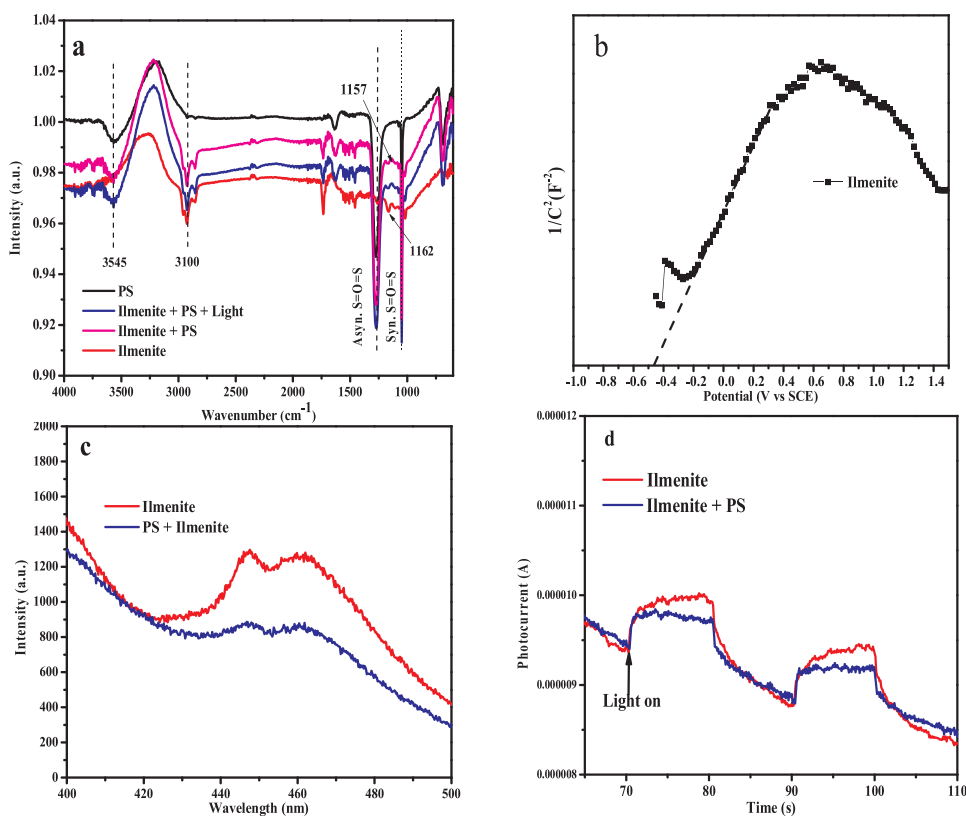 a
1.04
1.02
1.00
0.98
0.96
0.94
0.92
0.90
Intensity (a.u.)
1157
1162
3545
3100
PS
Ilmenite + PS + Light
Ilmenite + PS
Ilmenite
Asyn. S=O=S
Syn. S=O=S
4000 3500 3000 2500 2000 1500 1000
Wavenumber (cm-1)
b
1/C2(F-2)
Ilmenite
-1.0 -0.8 -0.6 -0.4 -0.2 0.0 0.2 0.4 0.6 0.8 1.0 1.2 1.4
Potential (V vs SCE)
c
2000
1800
1600
1400
1200
1000
800
600
400
200
0
Intensity (a.u.)
Ilmenite
PS + Ilmenite
400 420 440 460 480 500
Wavelength (nm)
d
0.000012
0.000011
0.000010
0.000009
0.000008
Photocurrent (A)
Ilmenite
Ilmenite + PS
Light on
70 80 90 100 110
Time (s)